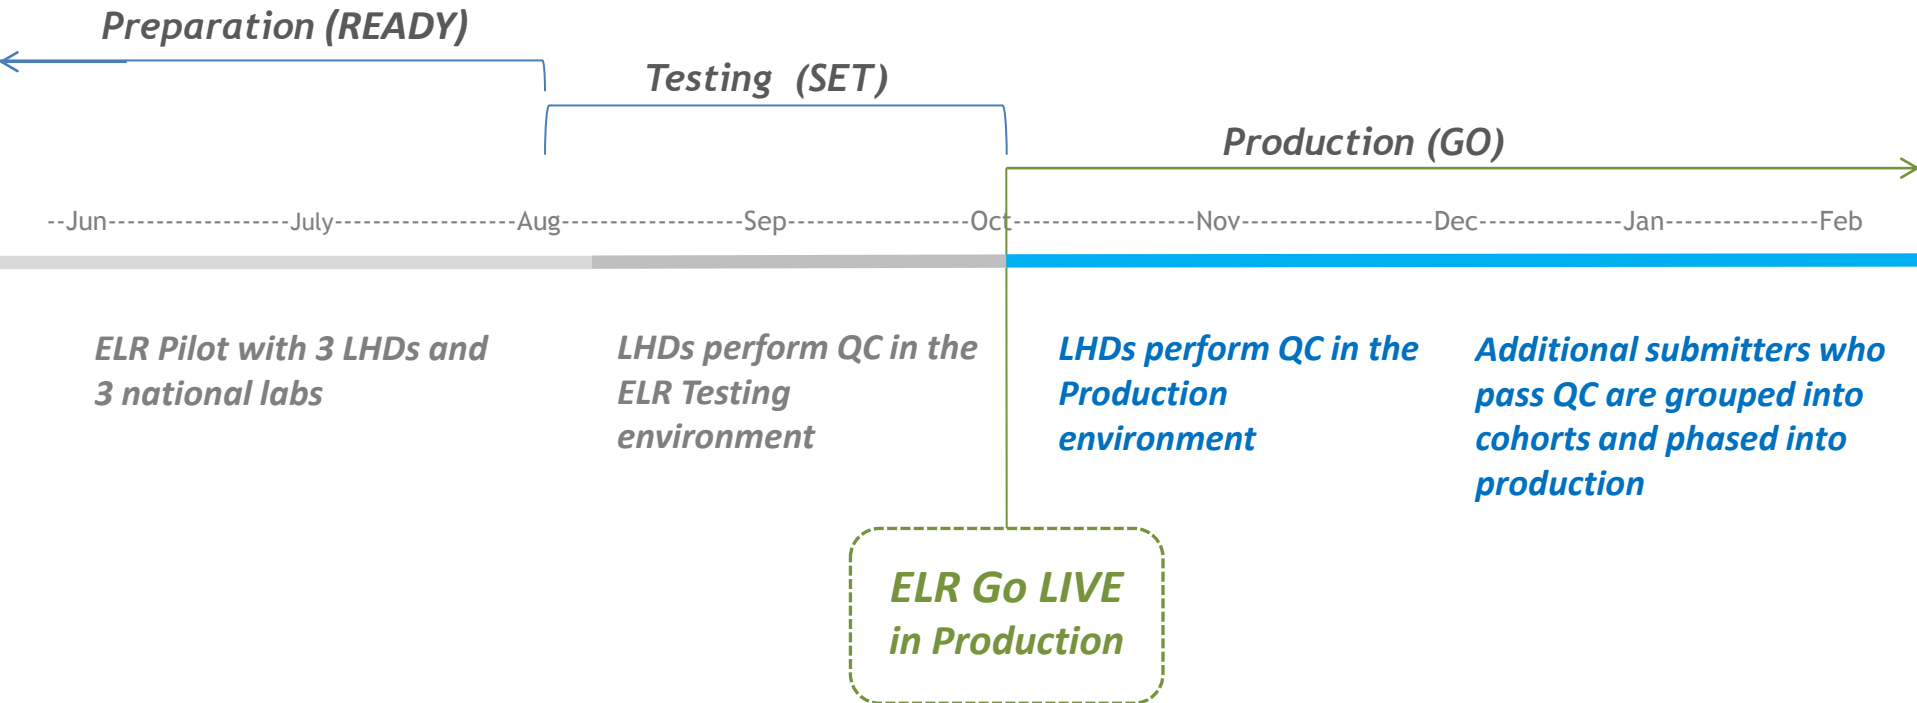 Preparation (READY)
Testing (SET)
Production (GO)
--Jun-------------------July-------------------Aug-------------------Sep-------------------Oct-------------------Nov--------------------Dec---------------Jan---------------Feb
ELR Pilot with 3 LHDs and
3 national labs
LHDs perform QC in the
ELR Testing
environment
LHDs perform QC in the
Production
environment
Additional submitters who
pass QC are grouped into
cohorts and phased into
production
ELR Go LIVE
in Production